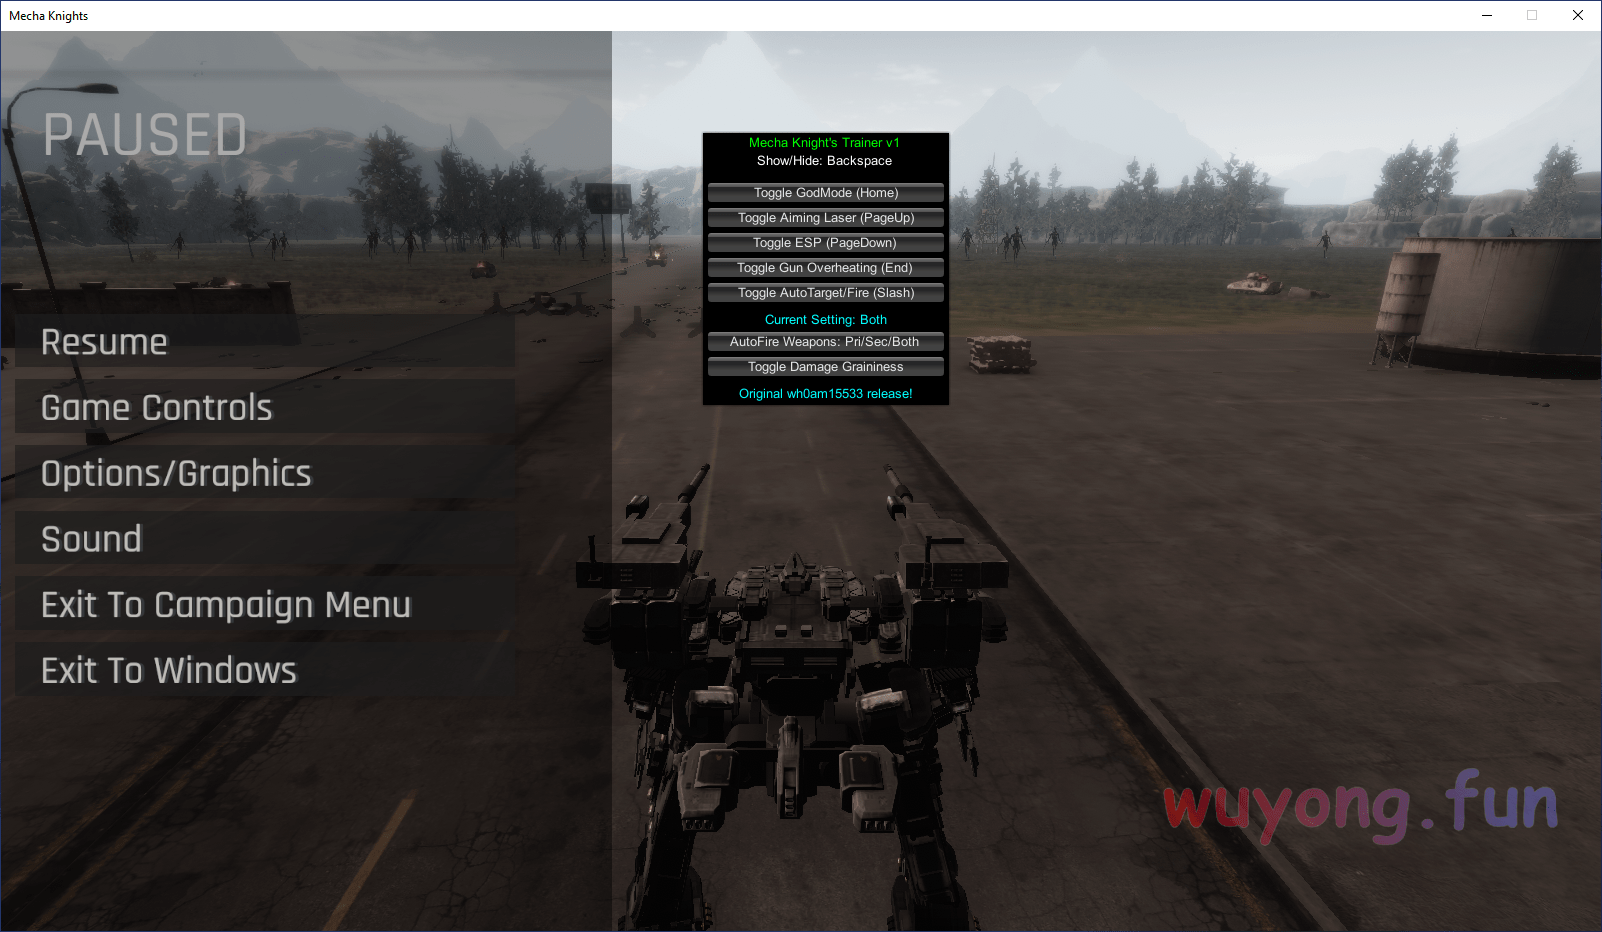 Mecha Knights
PAUSED
Resume
Game Controls
Options/Graphics
Sound
Exit To Campaign Menu
Exit To Windows
Mecha Knight's Trainer v1
Show/Hide: Backspace
Toggle GodMode (Home)
Toggle Aiming Laser (PageUp)
Toggle ESP (PageDown)
Toggle Gun Overheating (End)
Toggle AutoTarget/Fire (Slash)
Current Setting: Both
AutoFire Weapons: Pri/Sec/Both
Toggle Damage Graininess
Original wh0am15533 release!
wuyong.fun